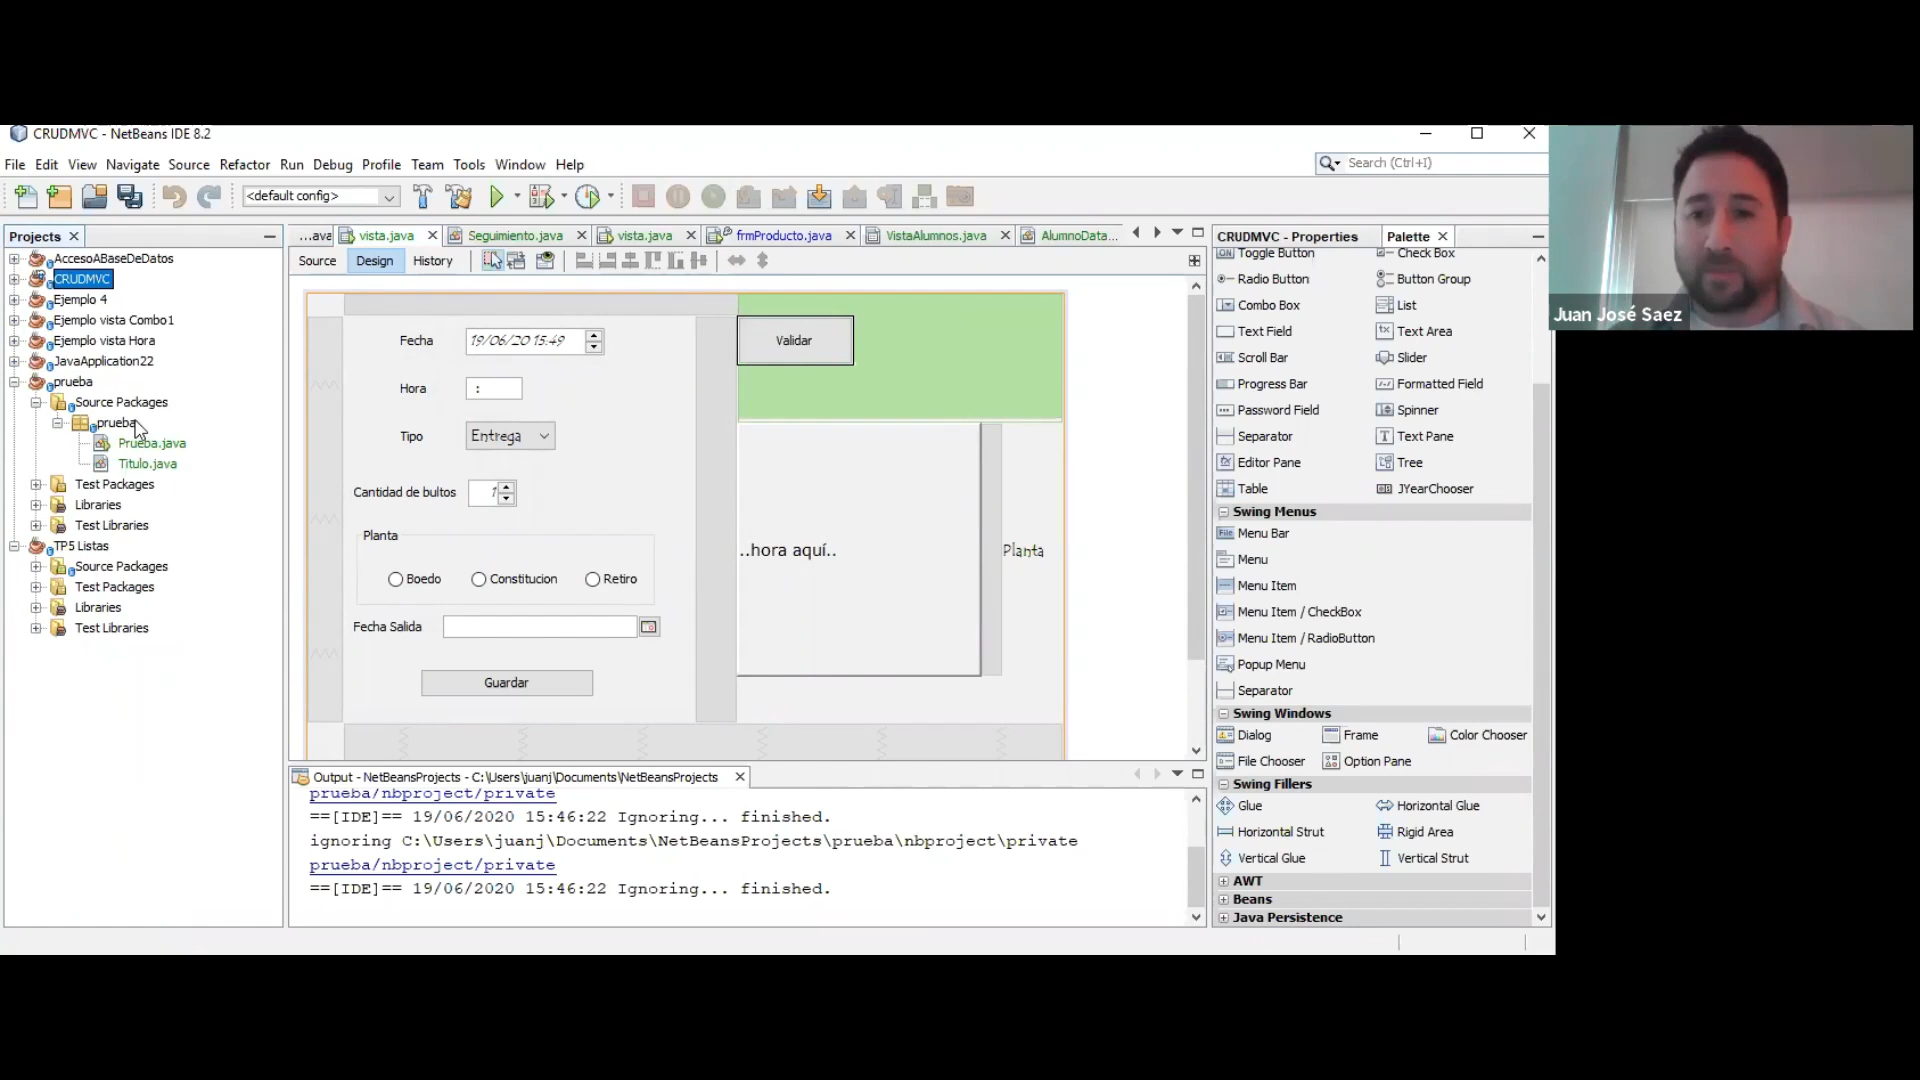 CRUDMVC - NetBeans IDE 8.2
File Edit View Navigate Source Refactor Run Debug Profile Team Tools Window Help
Search (Ctrl+I)
<default config>
Projects
AccesoABaseDeDatos
CRUDMVC
Ejemplo 4
Ejemplo vista Combo1
Ejemplo vista Hora
JavaApplication22
prueba
Source Packages
prueba
Prueba.java
Titulo.java
Test Packages
Libraries
Test Libraries
TP5 Listas
Source Packages
Test Packages
Libraries
Test Libraries
...ava vista.java Seguimiento.java vista.java frmProducto.java VistaAlumnos.java AlumnoData...
Source Design History
Fecha 19/06/20 15:49
Validar
Hora :
Tipo Entrega
Cantidad de bultos 1
Planta
Boedo Constitucion Retiro
Fecha Salida
Guardar
..hora aquí..
Planta
Output - NetBeansProjects - C:\Users\juanj\Documents\NetBeansProjects
prueba/nbproject/private
==[IDE]== 19/06/2020 15:46:22 Ignoring... finished.
ignoring C:\Users\juanj\Documents\NetBeansProjects\prueba\nbproject\private
prueba/nbproject/private
==[IDE]== 19/06/2020 15:46:22 Ignoring... finished.
CRUDMVC - Properties Palette
Toggle Button Check Box
Radio Button Button Group
Combo Box List
Text Field Text Area
Scroll Bar Slider
Progress Bar Formatted Field
Password Field Spinner
Separator Text Pane
Editor Pane Tree
Table JYearChooser
Swing Menus
Menu Bar
Menu
Menu Item
Menu Item / CheckBox
Menu Item / RadioButton
Popup Menu
Separator
Swing Windows
Dialog Frame Color Chooser
File Chooser Option Pane
Swing Fillers
Glue Horizontal Glue
Horizontal Strut Rigid Area
Vertical Glue Vertical Strut
AWT
Beans
Java Persistence
Juan José Saez